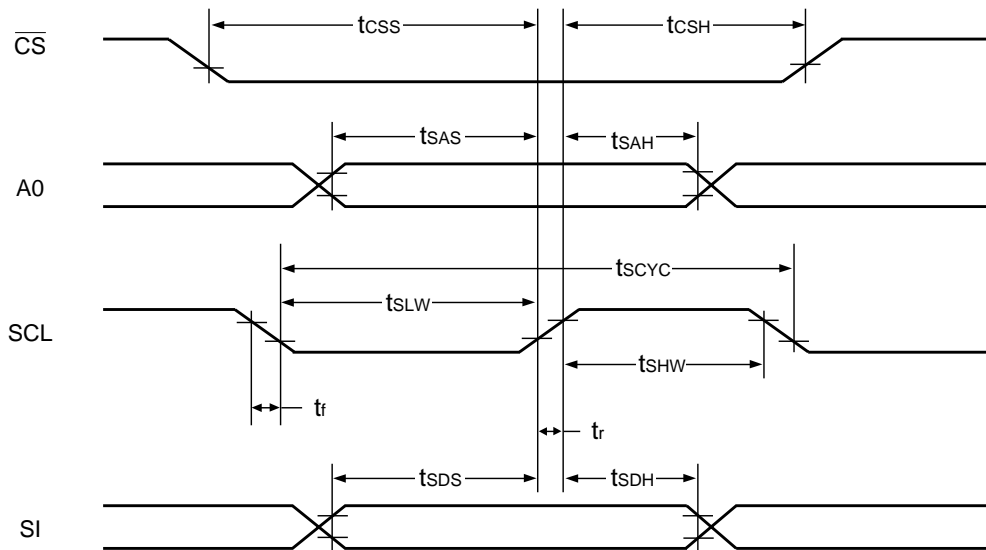 tCSS tCSH
CS
tSAS tSAH
A0
tSCYC
tSLW
SCL
tSHW
tf
tr
tSDS tSDH
SI